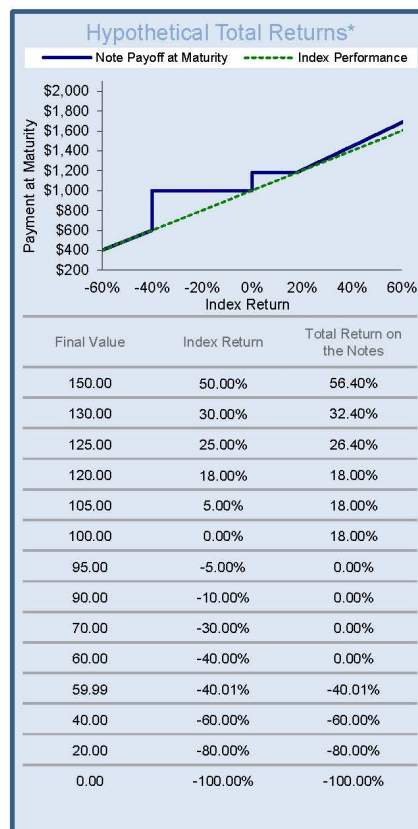 Hypothetical Total Returns*
Note Payoff at Maturity Index Performance
Payment at Maturity
$2,000
$1,800
$1,600
$1,400
$1,200
$1,000
$800
$600
$400
$200
-60% -40% -20% 0% 20% 40% 60%
Index Return
Final Value Index Return Total Return on
the Notes
150.00 50.00% 56.40%
130.00 30.00% 32.40%
125.00 25.00% 26.40%
120.00 18.00% 18.00%
105.00 5.00% 18.00%
100.00 0.00% 18.00%
95.00 -5.00% 0.00%
90.00 -10.00% 0.00%
70.00 -30.00% 0.00%
60.00 -40.00% 0.00%
59.99 -40.01% -40.01%
40.00 -60.00% -60.00%
20.00 -80.00% -80.00%
0.00 -100.00% -100.00%